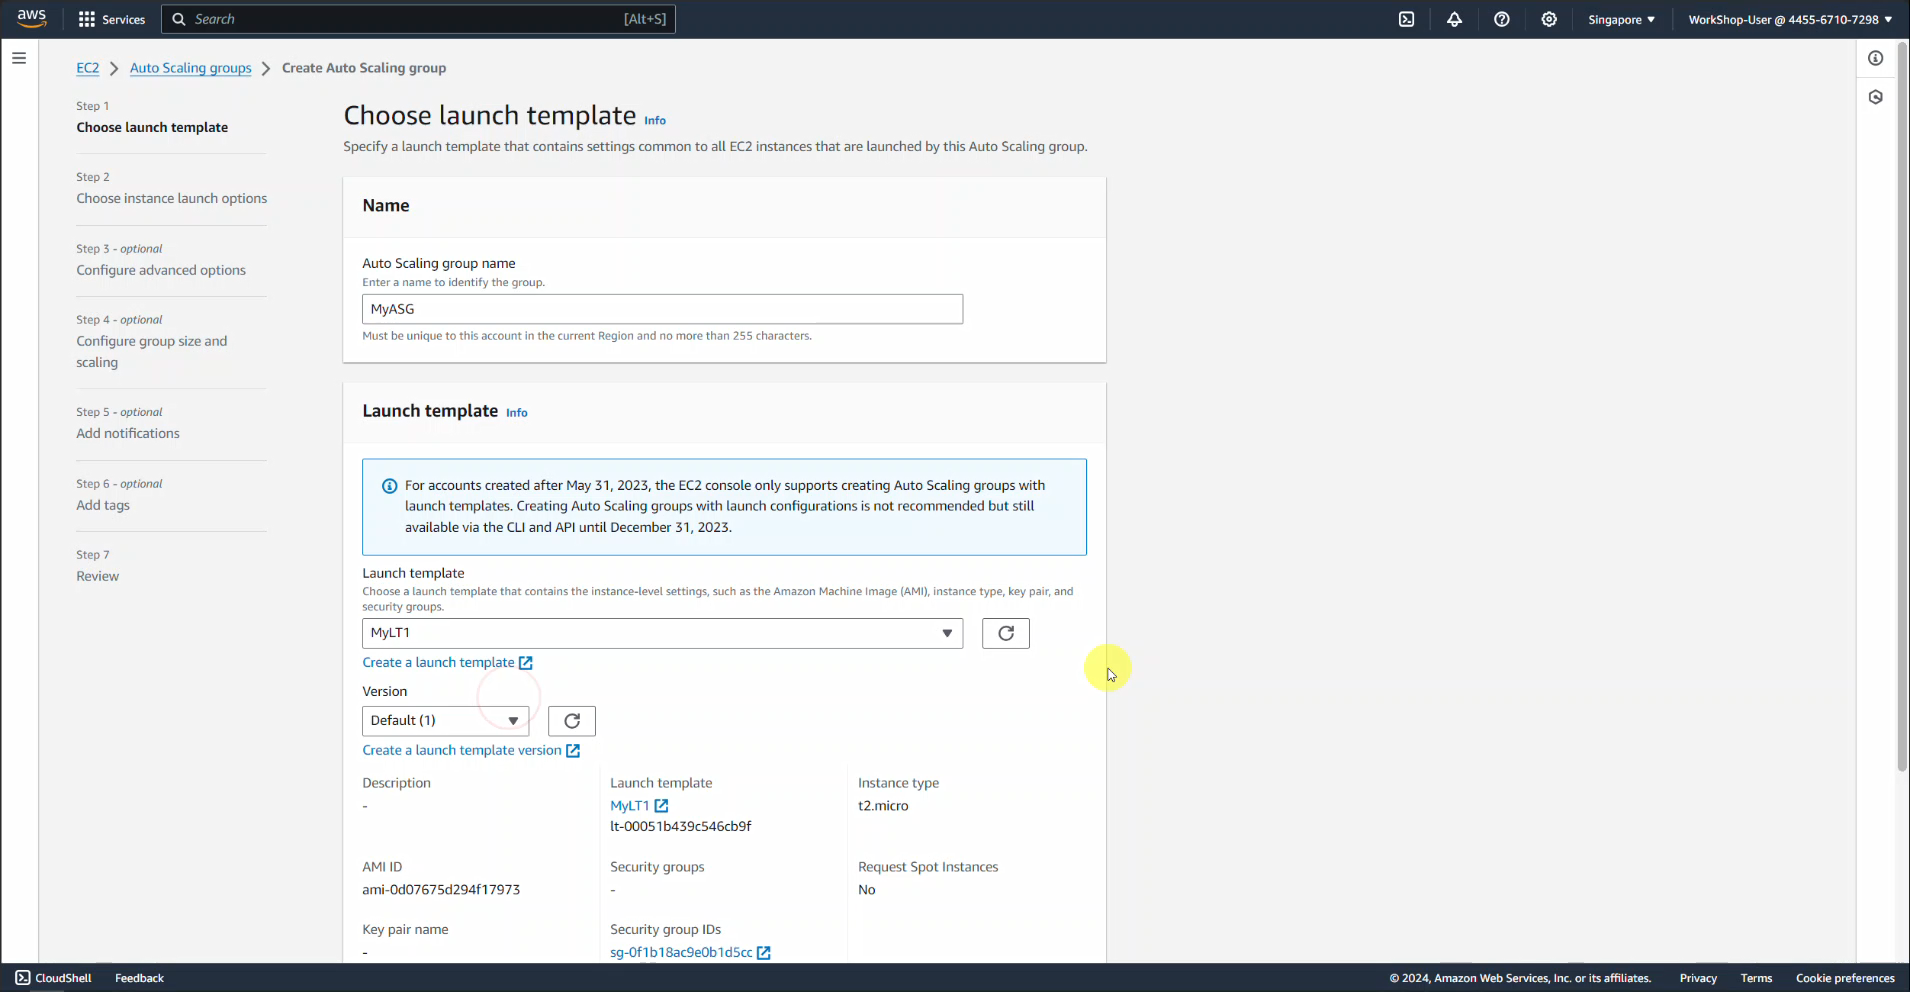 aws
Services
Search
[Alt+S]
Singapore
WorkShop-User @ 4455-6710-7298
EC2
Auto Scaling groups
Create Auto Scaling group
Step 1
Choose launch template
Step 2
Choose instance launch options
Step 3 - optional
Configure advanced options
Step 4 - optional
Configure group size and
scaling
Step 5 - optional
Add notifications
Step 6 - optional
Add tags
Step 7
Review
Choose launch template Info
Specify a launch template that contains settings common to all EC2 instances that are launched by this Auto Scaling group.
Name
Auto Scaling group name
Enter a name to identify the group.
MyASG
Must be unique to this account in the current Region and no more than 255 characters.
Launch template Info
For accounts created after May 31, 2023, the EC2 console only supports creating Auto Scaling groups with
launch templates. Creating Auto Scaling groups with launch configurations is not recommended but still
available via the CLI and API until December 31, 2023.
Launch template
Choose a launch template that contains the instance-level settings, such as the Amazon Machine Image (AMI), instance type, key pair, and
security groups.
MyLT1
Create a launch template
Version
Default (1)
Create a launch template version
Description
-
Launch template
MyLT1
lt-00051b439c546cb9f
Instance type
t2.micro
AMI ID
ami-0d07675d294f17973
Security groups
-
Request Spot Instances
No
Key pair name
-
Security group IDs
sg-0f1b18ac9e0b1d5cc
CloudShell
Feedback
© 2024, Amazon Web Services, Inc. or its affiliates.
Privacy
Terms
Cookie preferences